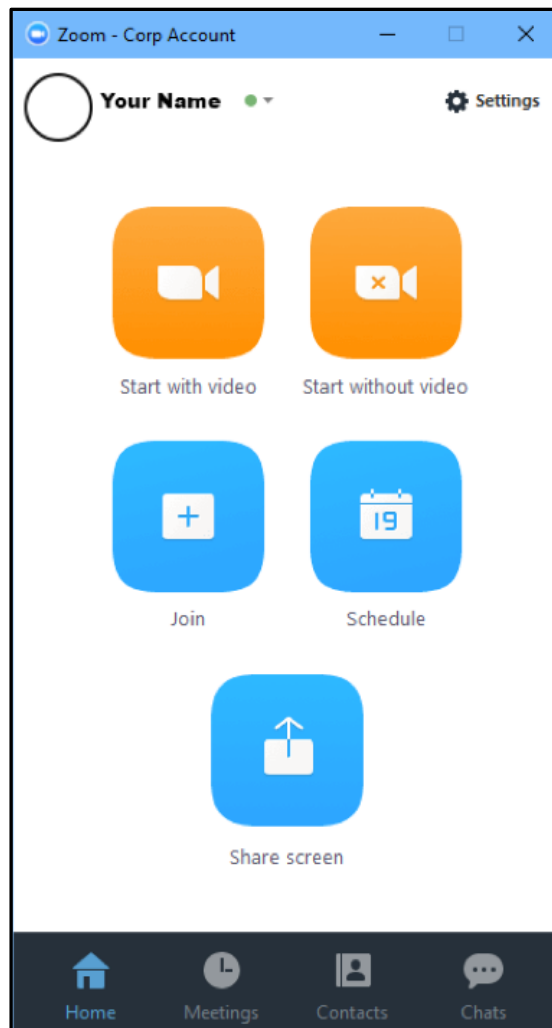 Zoom - Corp Account
Your Name
Settings
Start with video
Start without video
19
Join
Schedule
Share screen
Home
Meetings
Contacts
Chats